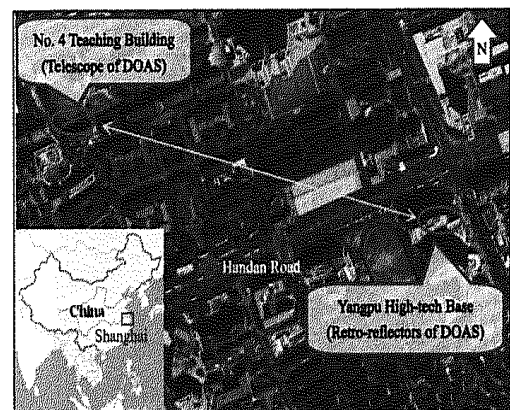 No. 4 Teaching Building
(Telescope of DOAS)
N
Handan Road
China
Shanghai
Yangpu High-tech Base
(Retro-reflectors of DOAS)